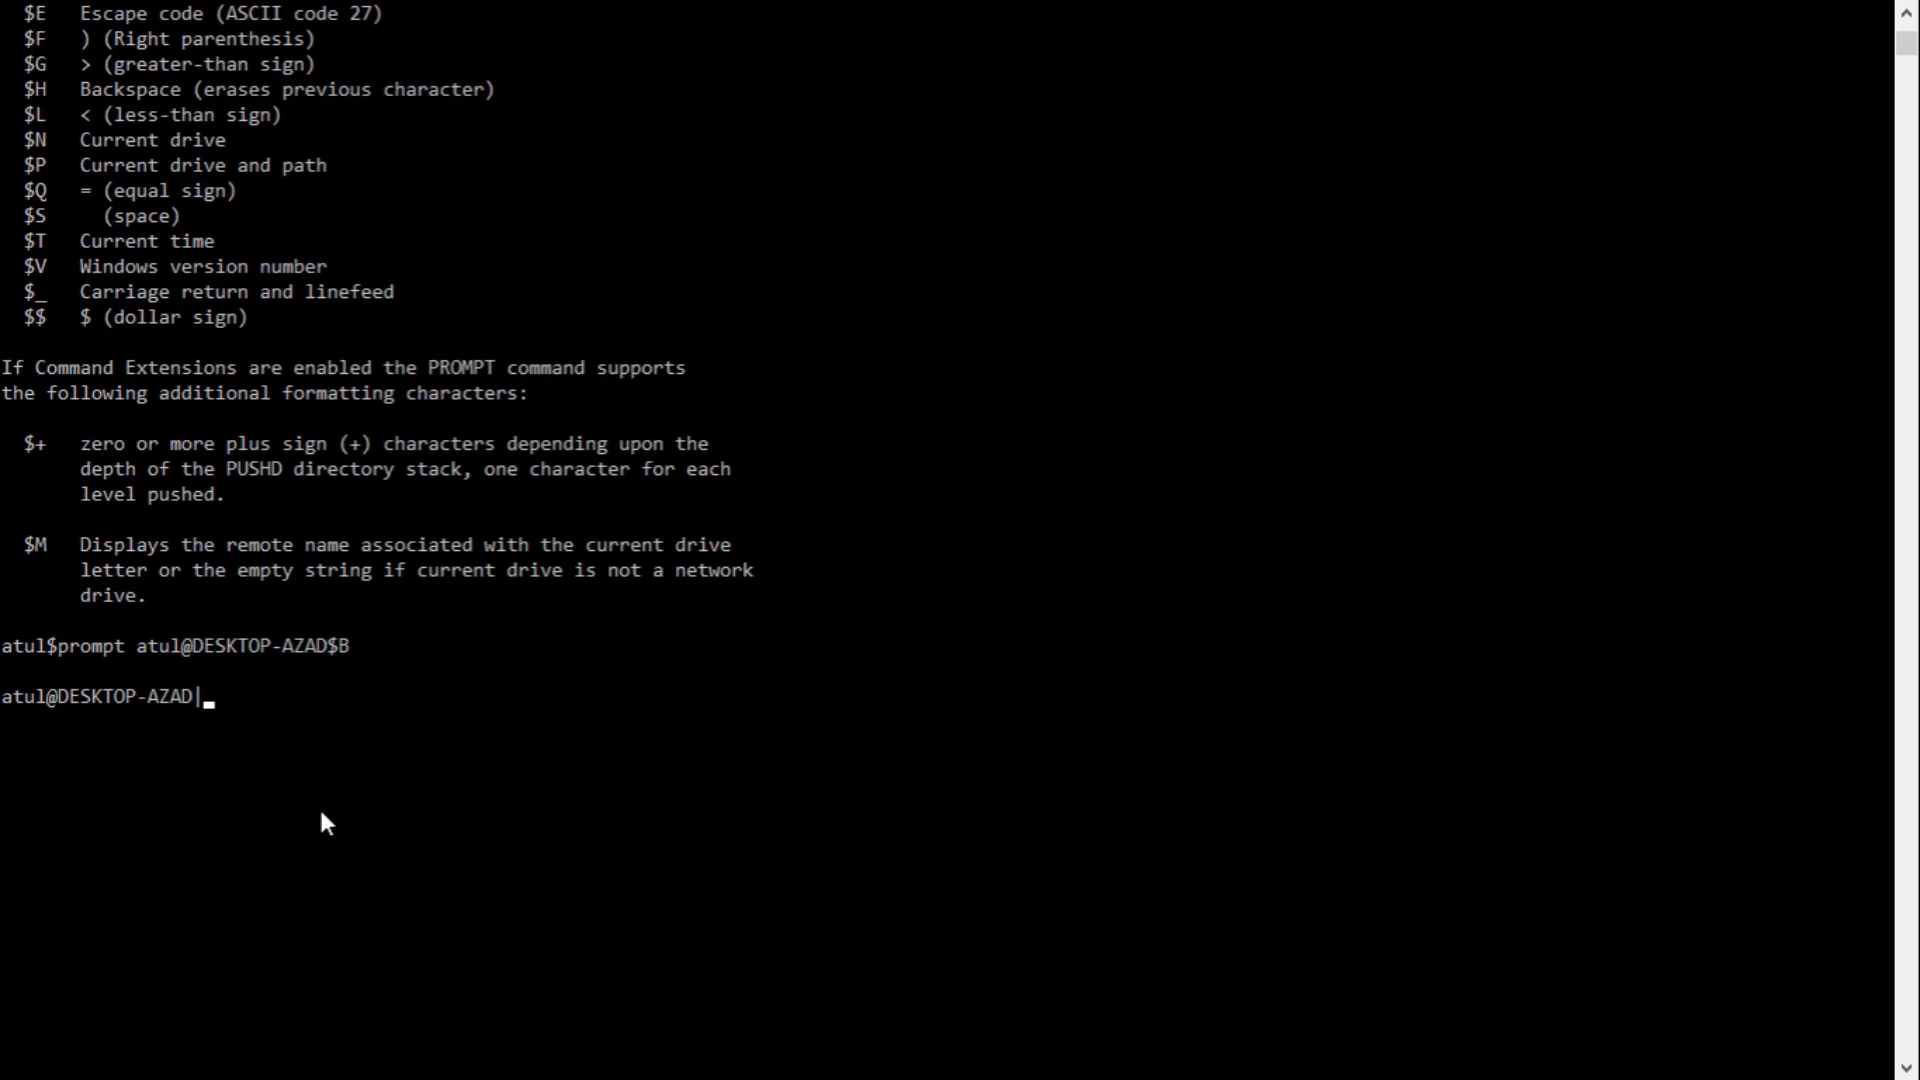 $E   Escape code (ASCII code 27)
$F   ) (Right parenthesis)
$G   > (greater-than sign)
$H   Backspace (erases previous character)
$L   < (less-than sign)
$N   Current drive
$P   Current drive and path
$Q   = (equal sign)
$S     (space)
$T   Current time
$V   Windows version number
$_   Carriage return and linefeed
$$   $ (dollar sign)
If Command Extensions are enabled the PROMPT command supports
the following additional formatting characters:
$+   zero or more plus sign (+) characters depending upon the
depth of the PUSHD directory stack, one character for each
level pushed.
$M   Displays the remote name associated with the current drive
letter or the empty string if current drive is not a network
drive.
atul$prompt atul@DESKTOP-AZAD$B
atul@DESKTOP-AZAD|